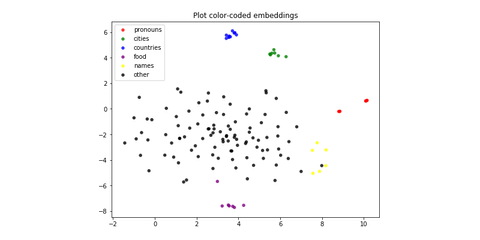 Plot color-coded embeddings
pronouns
cities
countries
food
names
other
6
4
2
0
−2
−4
−6
−8
−2
0
2
4
6
8
10